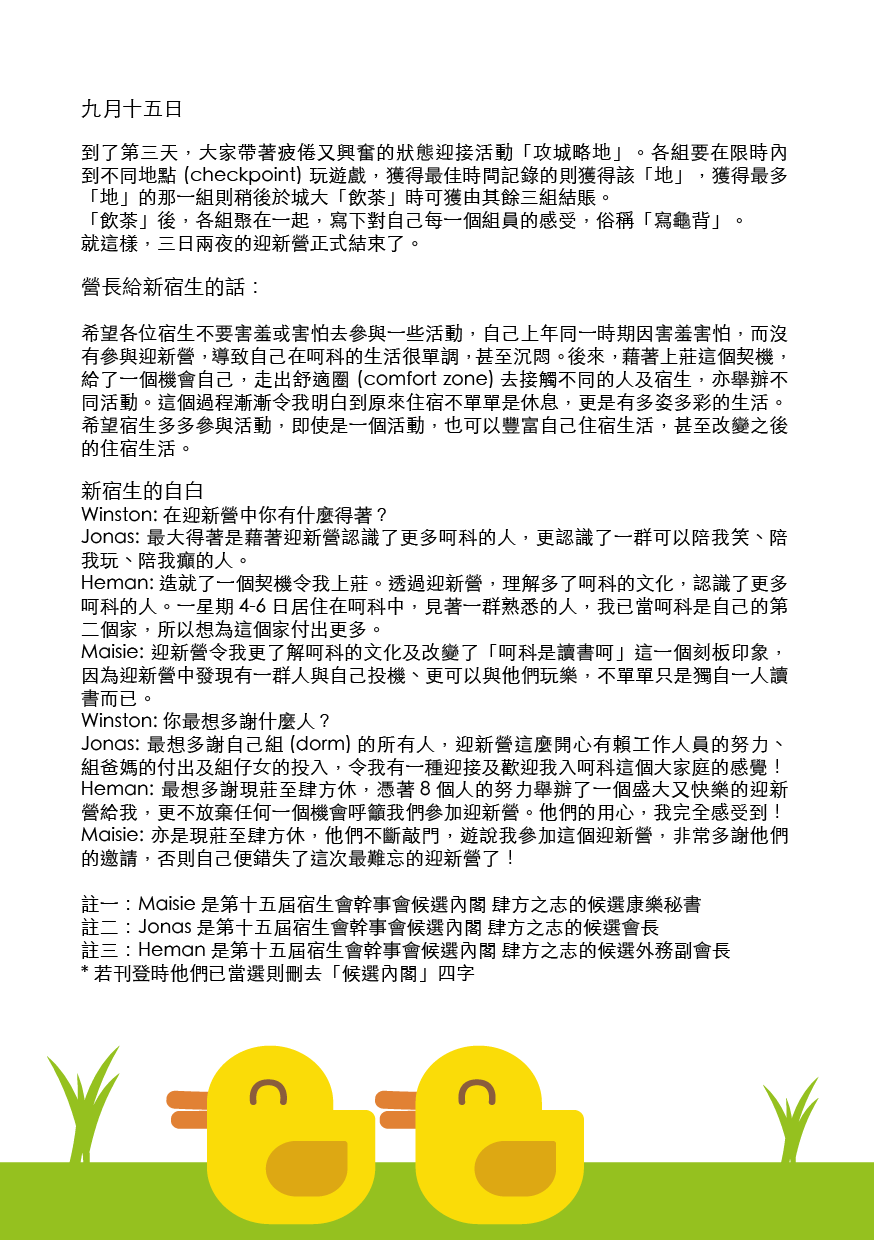 九月十五日
到了第三天，大家帶著疲倦又興奮的狀態迎接活動「攻城略地」。各組要在限時內
到不同地點 (checkpoint) 玩遊戲，獲得最佳時間記錄的則獲得該「地」，獲得最多
「地」的那一組則稍後於城大「飲茶」時可獲由其餘三組結賬。
「飲茶」後，各組聚在一起，寫下對自己每一個組員的感受，俗稱「寫龜背」。
就這樣，三日兩夜的迎新營正式結束了。
營長給新宿生的話：
希望各位宿生不要害羞或害怕去參與一些活動，自己上年同一時期因害羞害怕，而沒
有參與迎新營，導致自己在呵科的生活很單調，甚至沉悶。後來，藉著上莊這個契機，
給了一個機會自己，走出舒適圈 (comfort zone) 去接觸不同的人及宿生，亦舉辦不
同活動。這個過程漸漸令我明白到原來住宿不單單是休息，更是有多姿多彩的生活。
希望宿生多多參與活動，即使是一個活動，也可以豐富自己住宿生活，甚至改變之後
的住宿生活。
新宿生的自白
Winston: 在迎新營中你有什麼得著？
Jonas: 最大得著是藉著迎新營認識了更多呵科的人，更認識了一群可以陪我笑、陪
我玩、陪我癲的人。
Heman: 造就了一個契機令我上莊。透過迎新營，理解多了呵科的文化，認識了更多
呵科的人。一星期 4-6 日居住在呵科中，見著一群熟悉的人，我已當呵科是自己的第
二個家，所以想為這個家付出更多。
Maisie: 迎新營令我更了解呵科的文化及改變了「呵科是讀書呵」這一個刻板印象，
因為迎新營中發現有一群人與自己投機、更可以與他們玩樂，不單單只是獨自一人讀
書而已。
Winston: 你最想多謝什麼人？
Jonas: 最想多謝自己組 (dorm) 的所有人，迎新營這麼開心有賴工作人員的努力、
組爸媽的付出及組仔女的投入，令我有一種迎接及歡迎我入呵科這個大家庭的感覺！
Heman: 最想多謝現莊至肆方休，憑著 8 個人的努力舉辦了一個盛大又快樂的迎新
營給我，更不放棄任何一個機會呼籲我們參加迎新營。他們的用心，我完全感受到！
Maisie: 亦是現莊至肆方休，他們不斷敲門，遊說我參加這個迎新營，非常多謝他們
的邀請，否則自己便錯失了這次最難忘的迎新營了！
註一：Maisie 是第十五屆宿生會幹事會候選內閣 肆方之志的候選康樂秘書
註二：Jonas 是第十五屆宿生會幹事會候選內閣 肆方之志的候選會長
註三：Heman 是第十五屆宿生會幹事會候選內閣 肆方之志的候選外務副會長
* 若刊登時他們已當選則刪去「候選內閣」四字